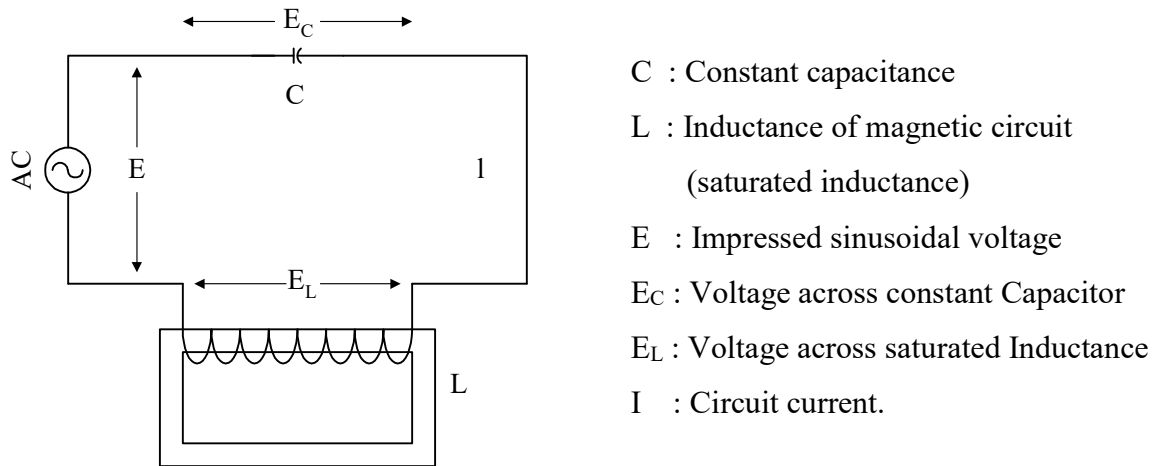 E_C
C
AC
E
l
E_L
L
C : Constant capacitance
L : Inductance of magnetic circuit
(saturated inductance)
E : Impressed sinusoidal voltage
E_C : Voltage across constant Capacitor
E_L : Voltage across saturated Inductance
I : Circuit current.